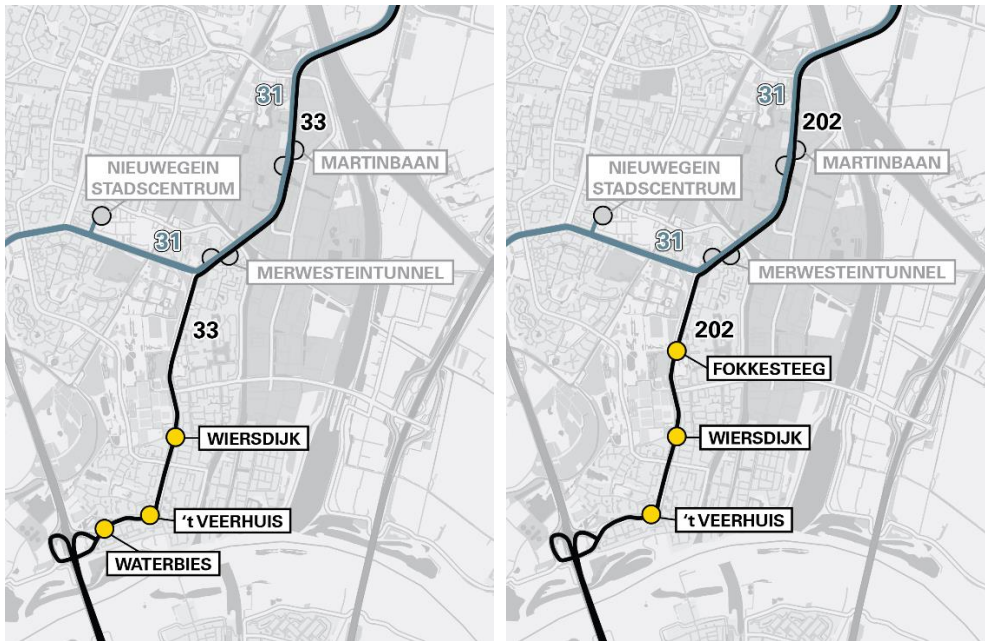 31
33
NIEUWEGEIN
STADSCENTRUM
MARTINBAAN
31
MERWESTEINTUNNEL
33
WIERSDIJK
‘t VEERHUIS
WATERBIES
31
202
NIEUWEGEIN
STADSCENTRUM
MARTINBAAN
31
MERWESTEINTUNNEL
202
FOKKESTEEG
WIERSDIJK
‘t VEERHUIS